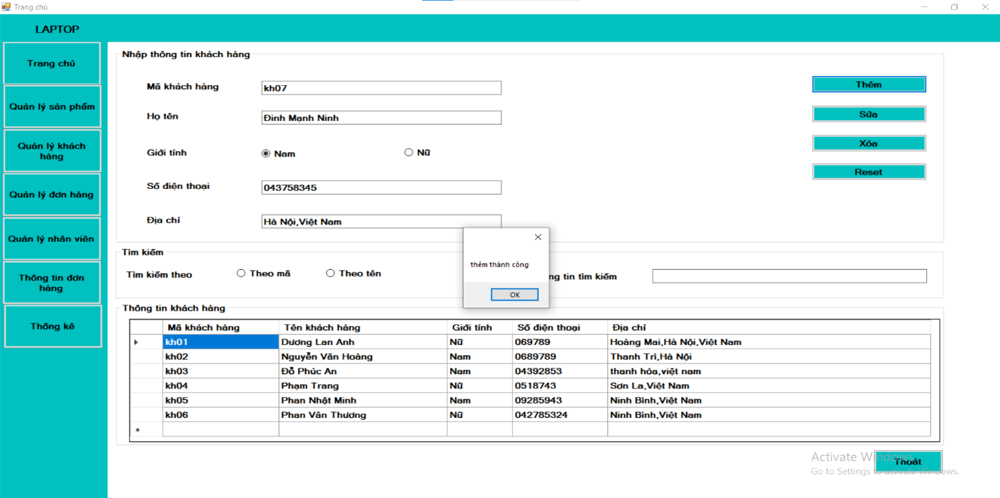 Trang chủ
LAPTOP
Trang chủ
Quản lý sản phẩm
Quản lý khách
hàng
Quản lý đơn hàng
Quản lý nhân viên
Thông tin đơn
hàng
Thống kê
Nhập thông tin khách hàng
Mã khách hàng kh07
Họ tên Đinh Mạnh Ninh
Giới tính Nam Nữ
Số điện thoại 043758345
Địa chỉ Hà Nội,Việt Nam
Thêm
Sửa
Xóa
Reset
thêm thành công
OK
Tìm kiếm
Tìm kiếm theo Theo mã Theo tên ng tin tìm kiếm
Thông tin khách hàng
Mã khách hàng Tên khách hàng Giới tính Số điện thoại Địa chỉ
kh01 Dương Lan Anh Nữ 069789 Hoàng Mai,Hà Nội,Việt Nam
kh02 Nguyễn Văn Hoàng Nam 0689789 Thanh Trì,Hà Nội
kh03 Đỗ Phúc An Nam 04392853 thanh hóa,việt nam
kh04 Phạm Trang Nữ 0518743 Sơn La,Việt Nam
kh05 Phan Nhật Minh Nam 09285943 Ninh Bình,Việt Nam
kh06 Phan Văn Thương Nữ 042785324 Ninh Bình,Việt Nam
Thoát
Activate Windows
Go to Settings to activate Windows.